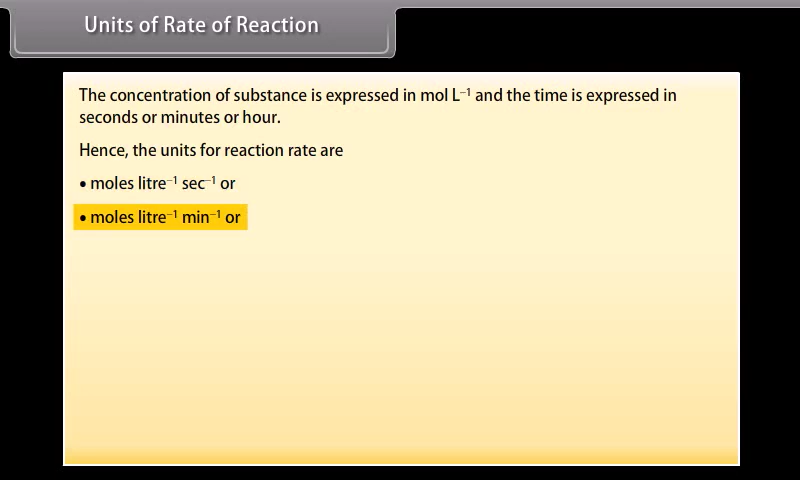 Units of Rate of Reaction
The concentration of substance is expressed in mol L⁻¹ and the time is expressed in
seconds or minutes or hour.
Hence, the units for reaction rate are
• moles litre⁻¹ sec⁻¹ or
• moles litre⁻¹ min⁻¹ or